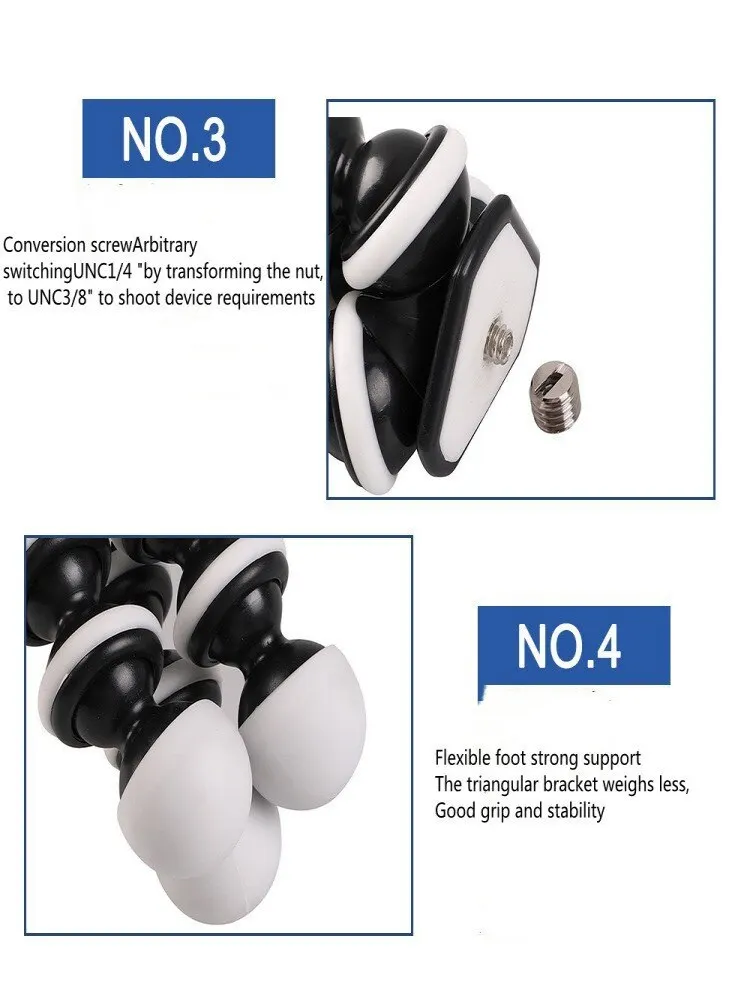 NO.3
Conversion screwArbitrary
switchingUNC1/4 "by transforming the nut,
to UNC3/8" to shoot device requirements
NO.4
Flexible foot strong support
The triangular bracket weighs less,
Good grip and stability